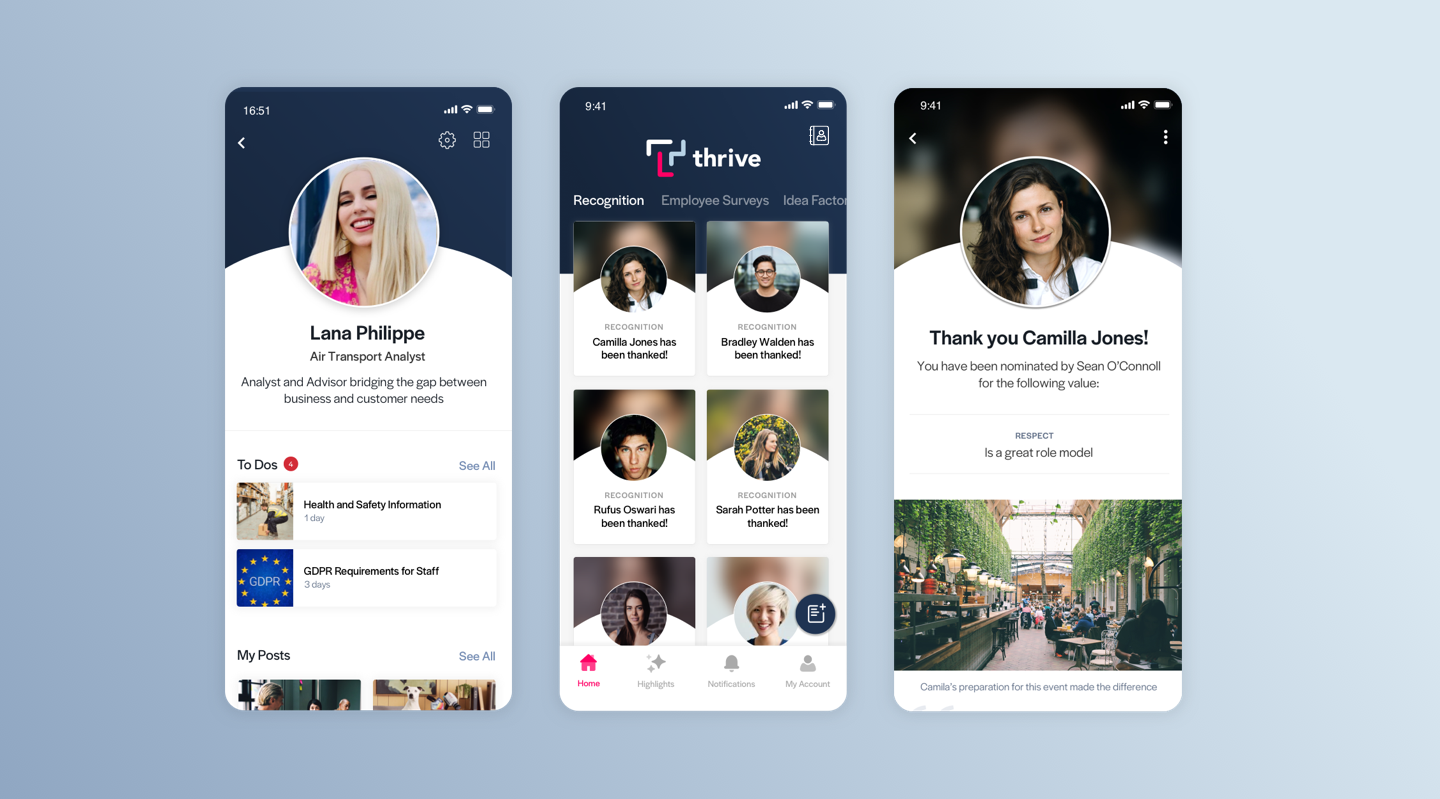 16:51
Lana Philippe
Air Transport Analyst
Analyst and Advisor bridging the gap between
business and customer needs
To Dos 4
See All
Health and Safety Information
1 day
GDPR
GDPR Requirements for Staff
3 days
My Posts
See All
9:41
thrive
Recognition Employee Surveys Idea Factor
RECOGNITION
Camilla Jones has
been thanked!
RECOGNITION
Bradley Walden has
been thanked!
RECOGNITION
Rufus Oswari has
been thanked!
RECOGNITION
Sarah Potter has been
thanked!
Home
Highlights
Notifications
My Account
9:41
Thank you Camilla Jones!
You have been nominated by Sean O'Connoll
for the following value:
RESPECT
Is a great role model
Camila's preparation for this event made the difference